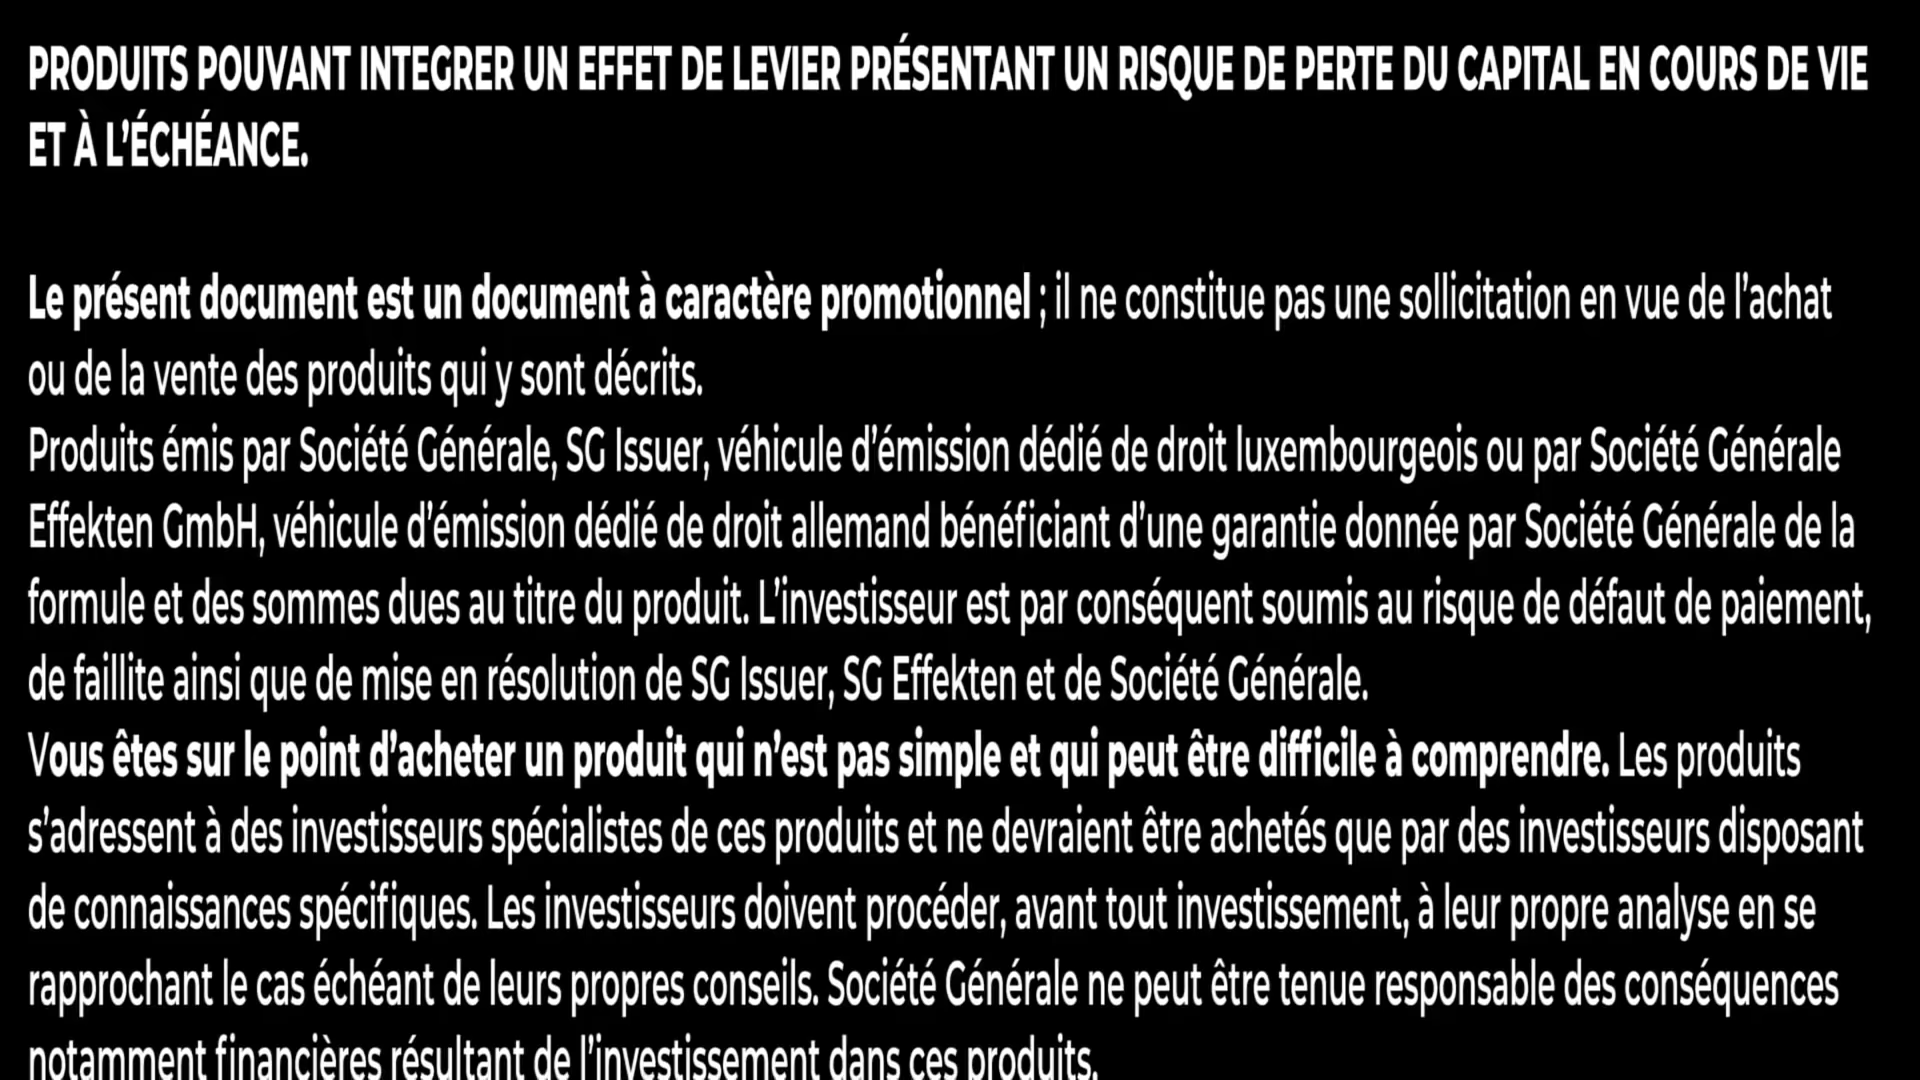 PRODUITS POUVANT INTEGRER UN EFFET DE LEVIER PRÉSENTANT UN RISQUE DE PERTE DU CAPITAL EN COURS DE VIE
ET À L’ÉCHÉANCE.
Le présent document est un document à caractère promotionnel ; il ne constitue pas une sollicitation en vue de l’achat
ou de la vente des produits qui y sont décrits.
Produits émis par Société Générale, SG Issuer, véhicule d’émission dédié de droit luxembourgeois ou par Société Générale
Effekten GmbH, véhicule d’émission dédié de droit allemand bénéficiant d’une garantie donnée par Société Générale de la
formule et des sommes dues au titre du produit. L’investisseur est par conséquent soumis au risque de défaut de paiement,
de faillite ainsi que de mise en résolution de SG Issuer, SG Effekten et de Société Générale.
Vous êtes sur le point d’acheter un produit qui n’est pas simple et qui peut être difficile à comprendre. Les produits
s’adressent à des investisseurs spécialistes de ces produits et ne devraient être achetés que par des investisseurs disposant
de connaissances spécifiques. Les investisseurs doivent procéder, avant tout investissement, à leur propre analyse en se
rapprochant le cas échéant de leurs propres conseils. Société Générale ne peut être tenue responsable des conséquences
notamment financières résultant de l’investissement dans ces produits.